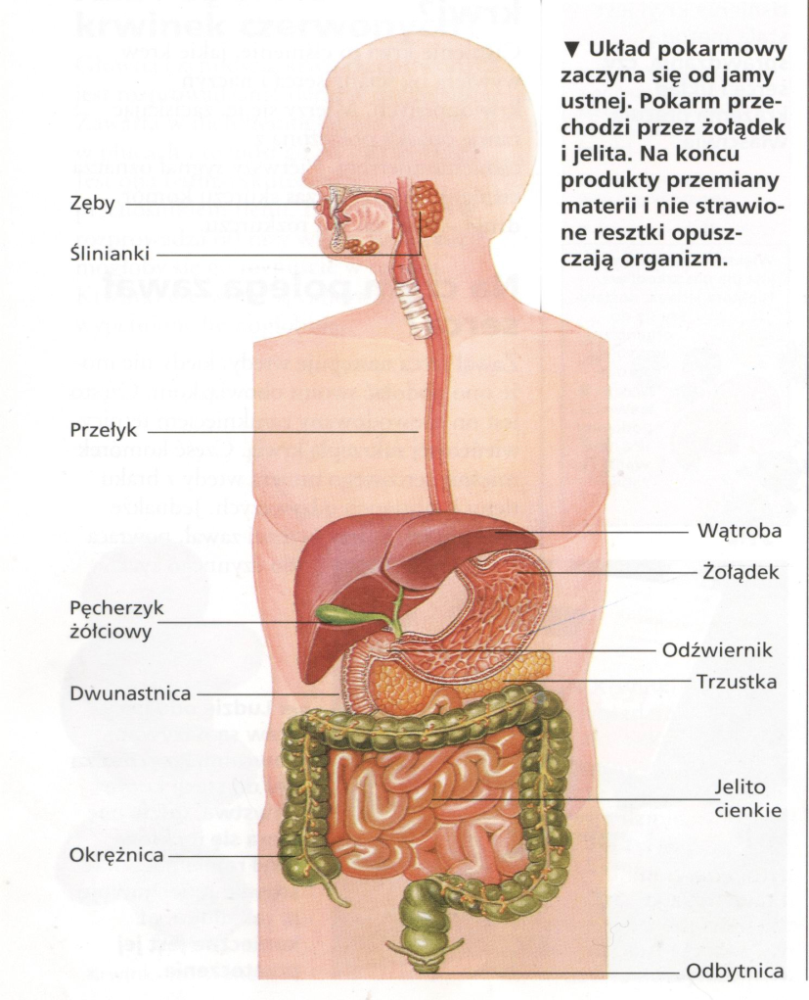 ▼ Układ pokarmowy
zaczyna się od jamy
ustnej. Pokarm prze-
chodzi przez żołądek
i jelita. Na końcu
produkty przemiany
materii i nie strawio-
ne resztki opusz-
czają organizm.
Zęby
Ślinianki
Przełyk
Wątroba
Żołądek
Pęcherzyk
żółciowy
Odźwiernik
Trzustka
Dwunastnica
Jelito
cienkie
Okrężnica
Odbytnica